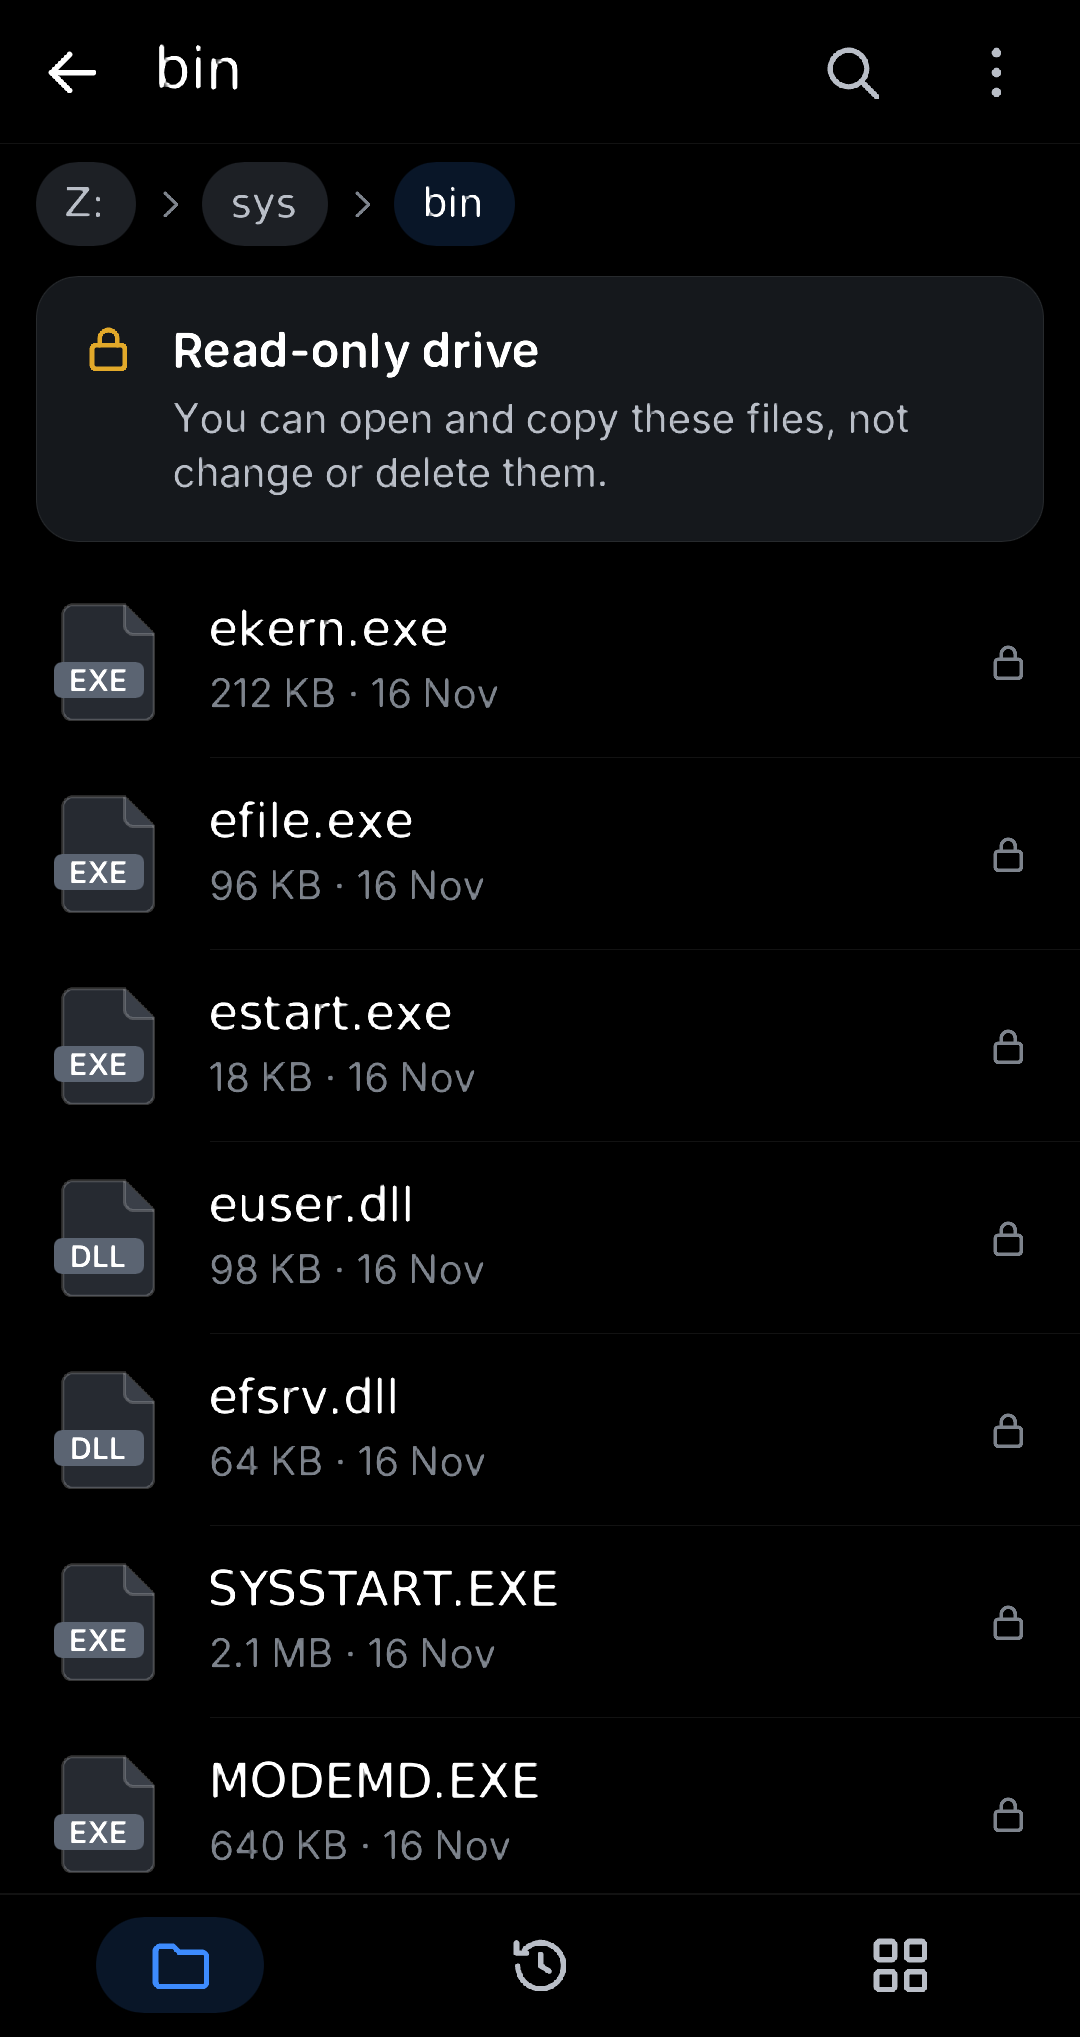 bin
Z: sys bin
Read-only drive
You can open and copy these files, not
change or delete them.
ekern.exe
EXE
212 KB · 16 Nov
efile.exe
EXE
96 KB · 16 Nov
estart.exe
EXE
18 KB · 16 Nov
euser.dll
DLL
98 KB · 16 Nov
efsrv.dll
DLL
64 KB · 16 Nov
SYSSTART.EXE
EXE
2.1 MB · 16 Nov
MODEMD.EXE
EXE
640 KB · 16 Nov